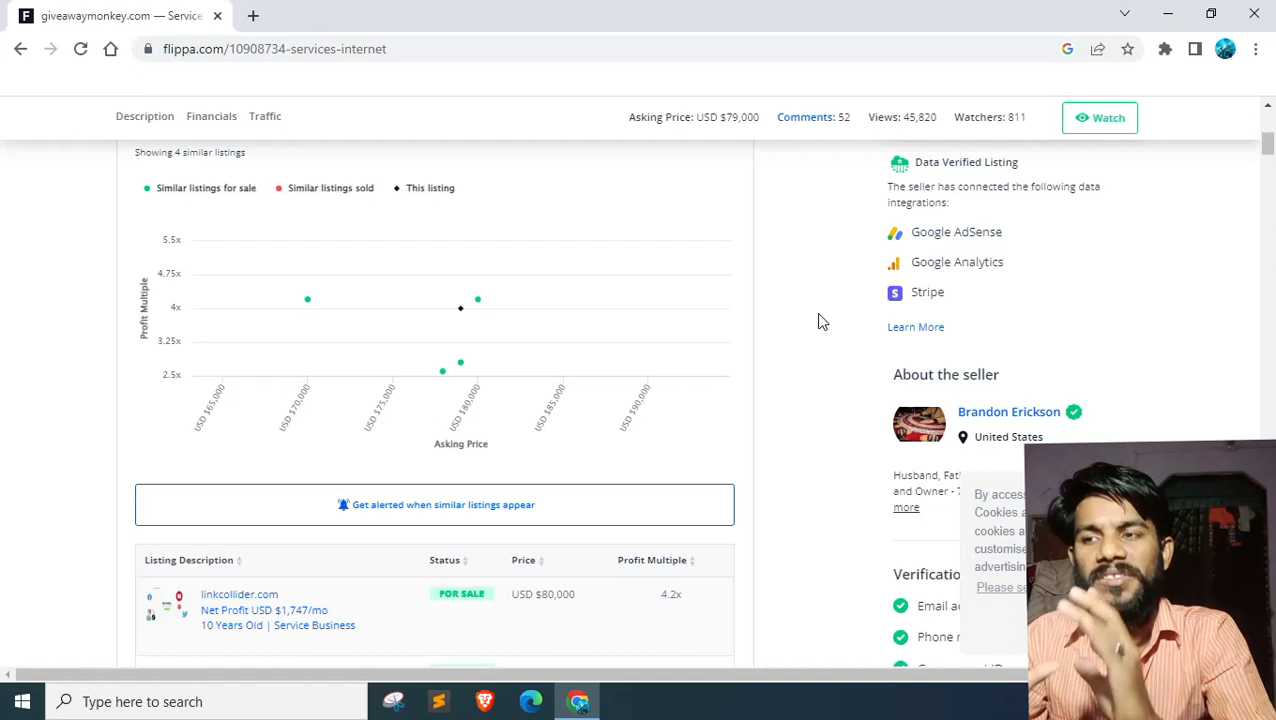 giveawaymonkey.com — Service
flippa.com/10908734-services-internet
Description Financials Traffic
Asking Price: USD $79,000 Comments: 52 Views: 45,820 Watchers: 811 Watch
Showing 4 similar listings
Similar listings for sale Similar listings sold This listing
5.5x
4.75x
4x
3.25x
2.5x
Profit Multiple
USD $65,000 USD $70,000 USD $75,000 USD $80,000 USD $85,000 USD $90,000
Asking Price
Get alerted when similar listings appear
Listing Description Status Price Profit Multiple
linkcollider.com FOR SALE USD $80,000 4.2x
Net Profit USD $1,747/mo
10 Years Old | Service Business
Data Verified Listing
The seller has connected the following data
integrations:
Google AdSense
Google Analytics
Stripe
Learn More
About the seller
Brandon Erickson
United States
Husband,
and Owner -
more
By access
Cookies
cookies
customise
advertising
Please
Verification
Email
Phone
Type here to search